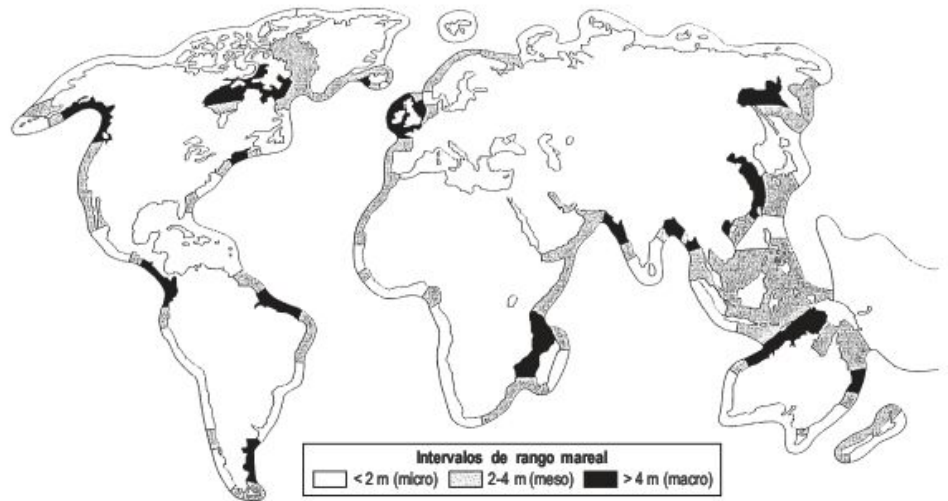 Intervalos de rango mareal
< 2 m (micro) 2-4 m (meso) > 4 m (macro)